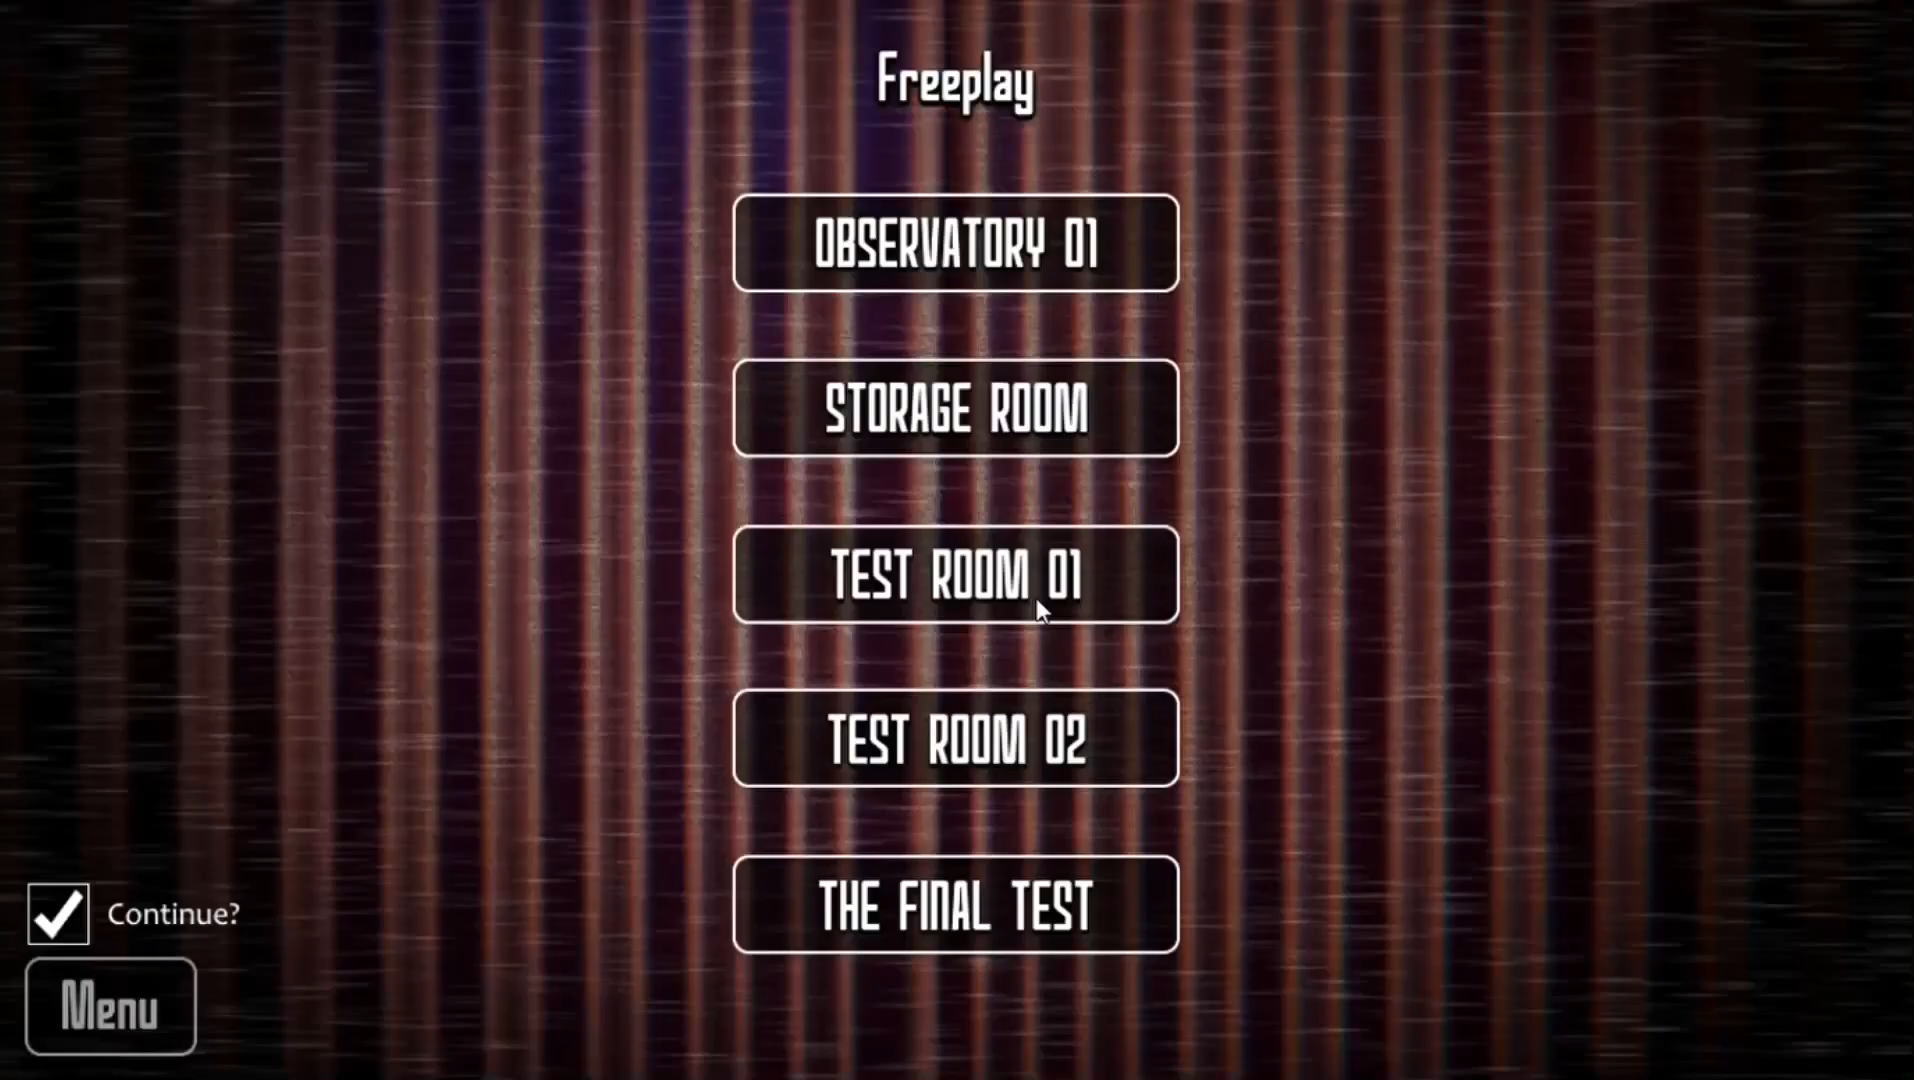 Freeplay
OBSERVATORY 01
STORAGE ROOM
TEST ROOM 01
TEST ROOM 02
THE FINAL TEST
Continue?
Menu